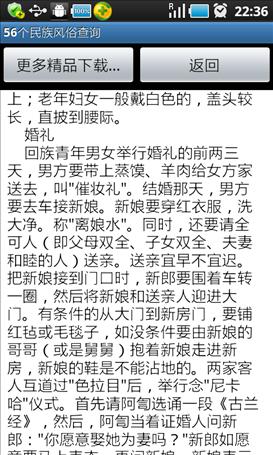 R
100%
22:36
56个民族风俗查询
更多精品下载...
返回
上；老年妇女一般戴白色的，盖头较
长，直披到腰际。
婚礼
回族青年男女举行婚礼的前两三
天，男方要带上蒸馍、羊肉给女方家
送去，叫"催妆礼"。结婚那天，男方
要去车接新娘。新娘要穿红衣服，洗
大净。称"离娘水"。同时，还要请全
可人（即父母双全、子女双全、夫妻
和睦的人）送亲。送亲宜早不宜迟。
把新娘接到门口时，新郎要围着车转
一圈，然后将新娘和送亲人迎进大
门。有条件的从大门到新房门，要铺
红毡或毛毯子，如没条件要由新娘的
哥哥（或是舅舅）抱着新娘走进新
房，新娘的鞋是不能沾地的。两家客
人互道过"色拉目"后，举行念"尼卡
哈"仪式。首先请阿訇选诵一段《古兰
经》，然后，阿訇当着证婚人问新
郎："你愿意娶她为妻吗？"新郎如愿